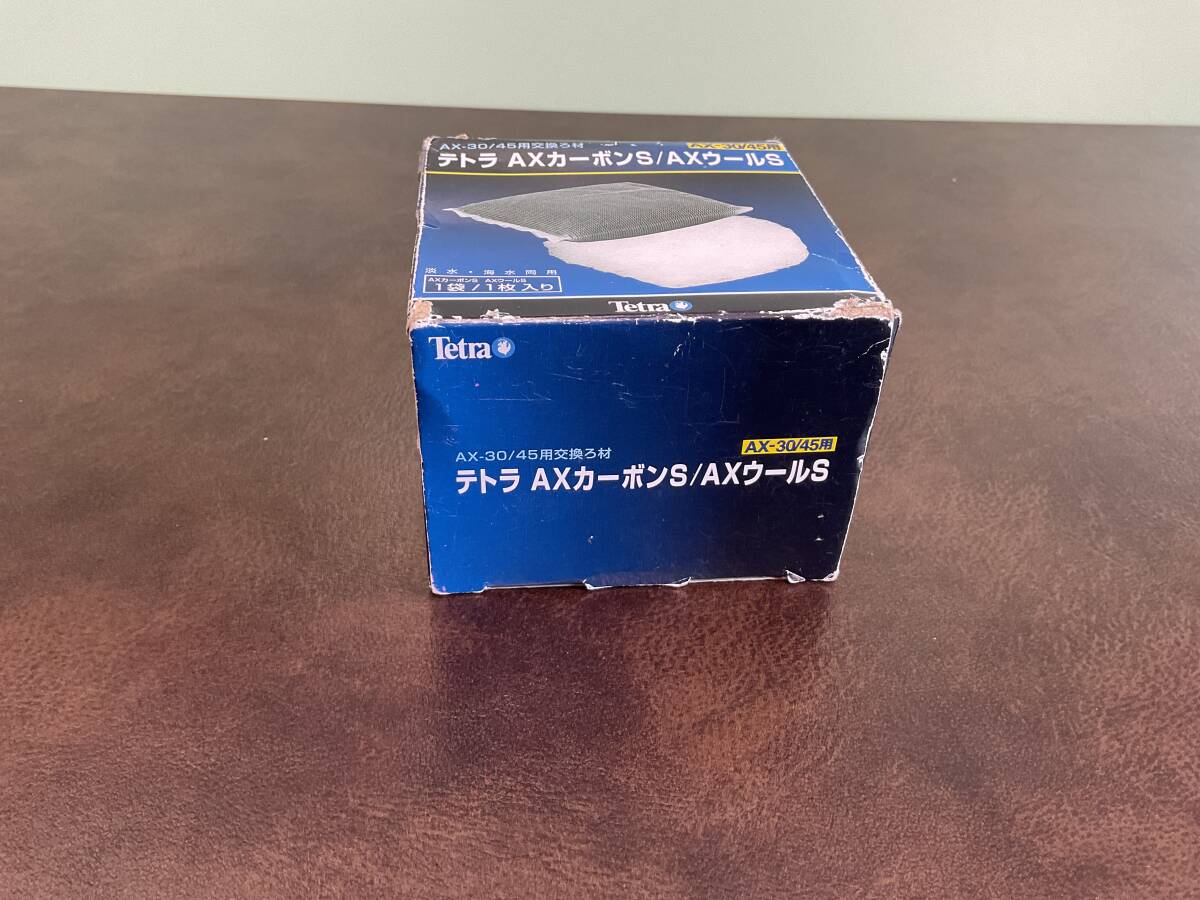 AX-30/45用交換ろ材
AX-30/45用
テトラ AXカーボンS/AXウールS
淡水・海水両用
AXカーボンS AXウールS
1袋/1枚入り
Tetra
Tetra
AX-30/45用交換ろ材
AX-30/45用
テトラ AXカーボンS/AXウールS